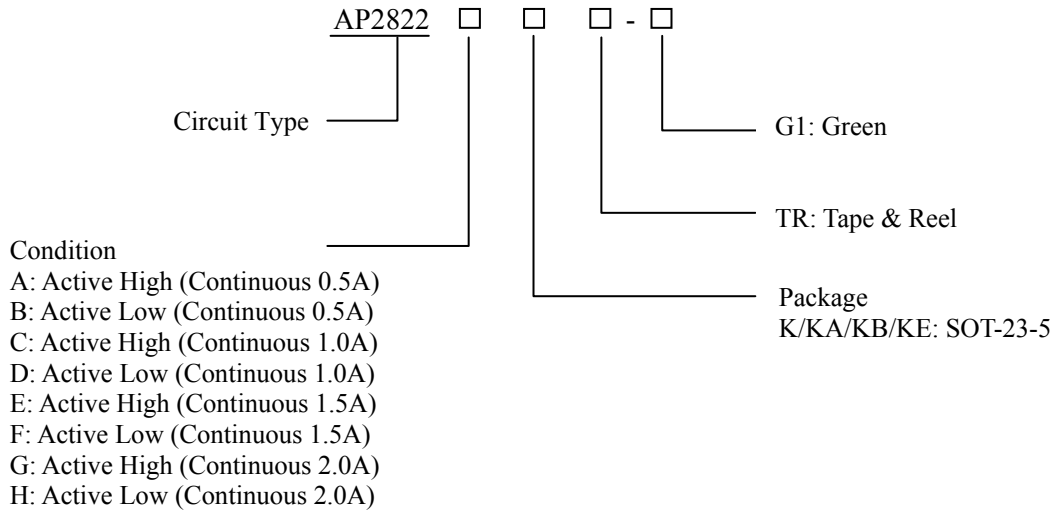 AP2822 □ □ □ - □
Circuit Type
G1: Green
TR: Tape & Reel
Package
K/KA/KB/KE: SOT-23-5
Condition
A: Active High (Continuous 0.5A)
B: Active Low (Continuous 0.5A)
C: Active High (Continuous 1.0A)
D: Active Low (Continuous 1.0A)
E: Active High (Continuous 1.5A)
F: Active Low (Continuous 1.5A)
G: Active High (Continuous 2.0A)
H: Active Low (Continuous 2.0A)